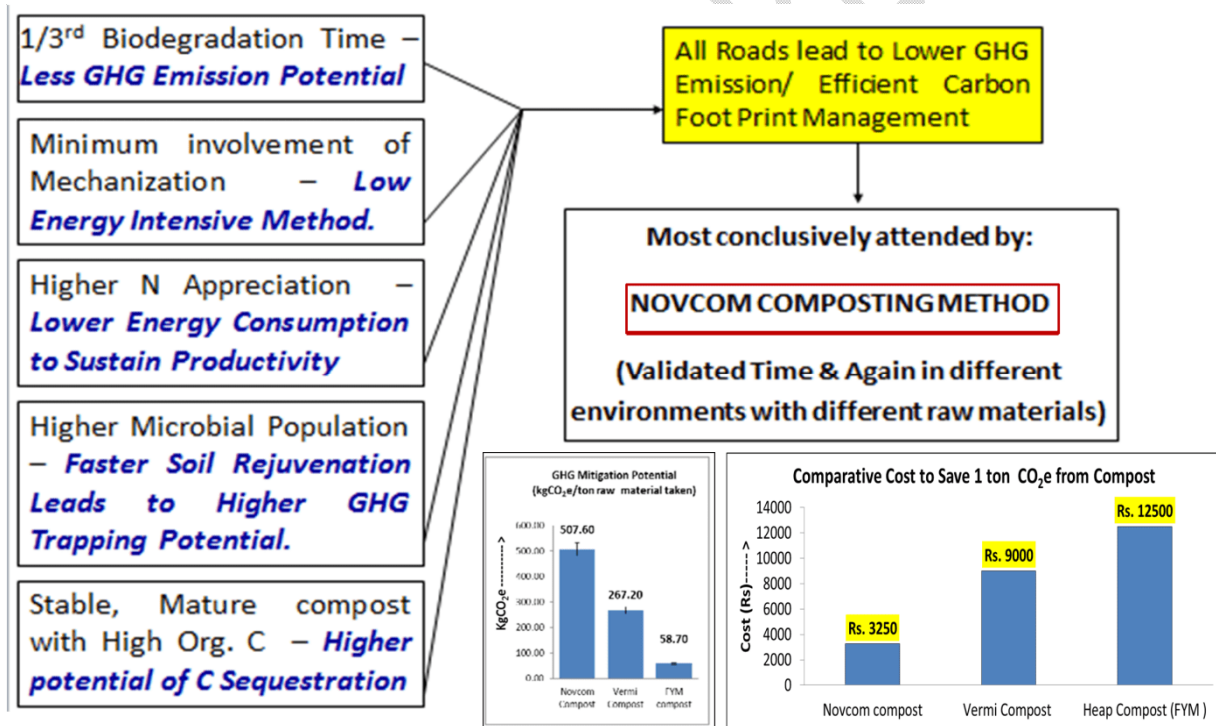 1/3rd Biodegradation Time –
Less GHG Emission Potential
Minimum involvement of
Mechanization – Low
Energy Intensive Method.
Higher N Appreciation –
Lower Energy Consumption
to Sustain Productivity
Higher Microbial Population
– Faster Soil Rejuvenation
Leads to Higher GHG
Trapping Potential.
Stable, Mature compost
with High Org. C – Higher
potential of C Sequestration
All Roads lead to Lower GHG
Emission/ Efficient Carbon
Foot Print Management
Most conclusively attended by:
NOVCOM COMPOSTING METHOD
(Validated Time & Again in different
environments with different raw materials)
GHG Mitigation Potential
(kgCO2e/ton raw material taken)
KgCO2e---------->
600.00
500.00
400.00
300.00
200.00
100.00
0.00
507.60
267.20
58.70
Novcom
Compost
Vermi
Compost
FYM
compost
Comparative Cost to Save 1 ton CO2e from Compost
Cost (Rs)----->
14000
12000
10000
8000
6000
4000
2000
0
Rs. 3250
Rs. 9000
Rs. 12500
Novcom compost
Vermi Compost
Heap Compost (FYM )